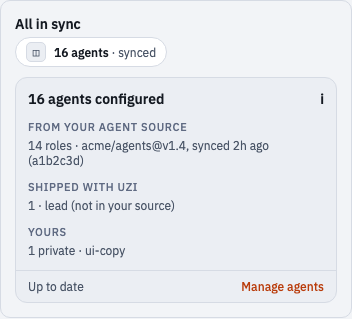 All in sync
16 agents · synced
16 agents configured
i
FROM YOUR AGENT SOURCE
14 roles · acme/agents@v1.4, synced 2h ago
(a1b2c3d)
SHIPPED WITH UZI
1 · lead (not in your source)
YOURS
1 private · ui-copy
Up to date
Manage agents